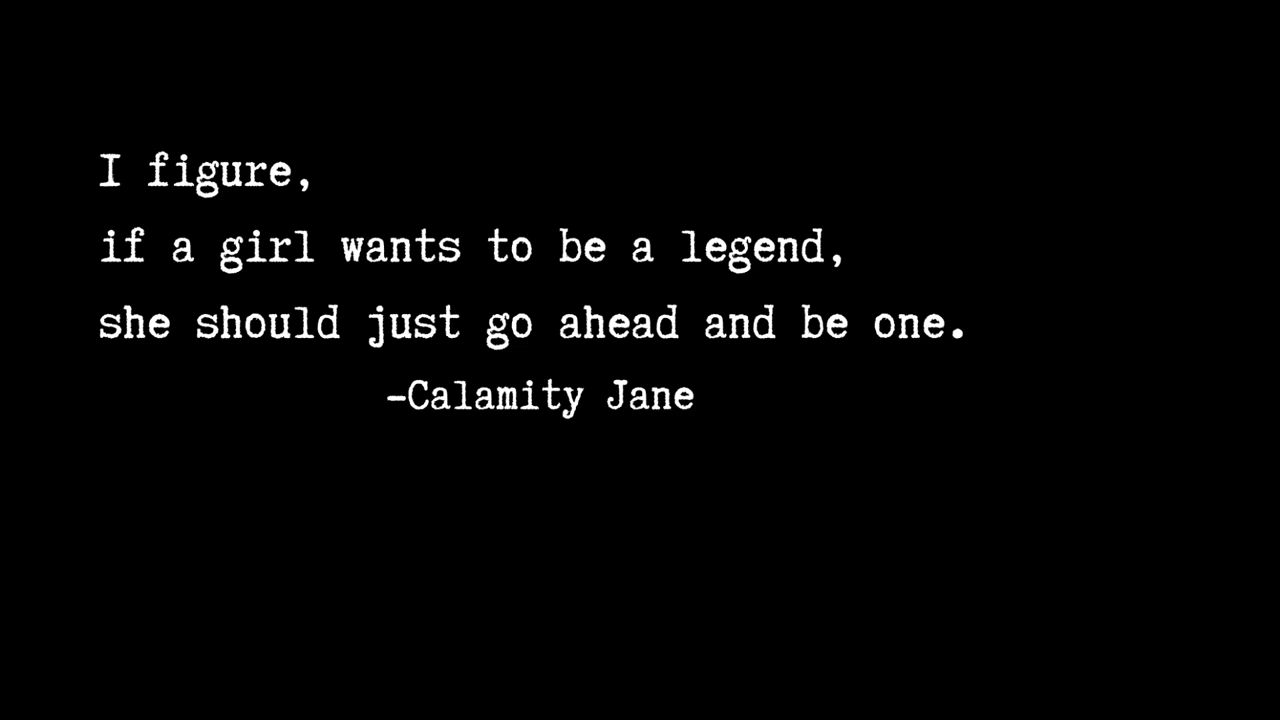 I figure,
if a girl wants to be a legend,
she should just go ahead and be one.
-Calamity Jane